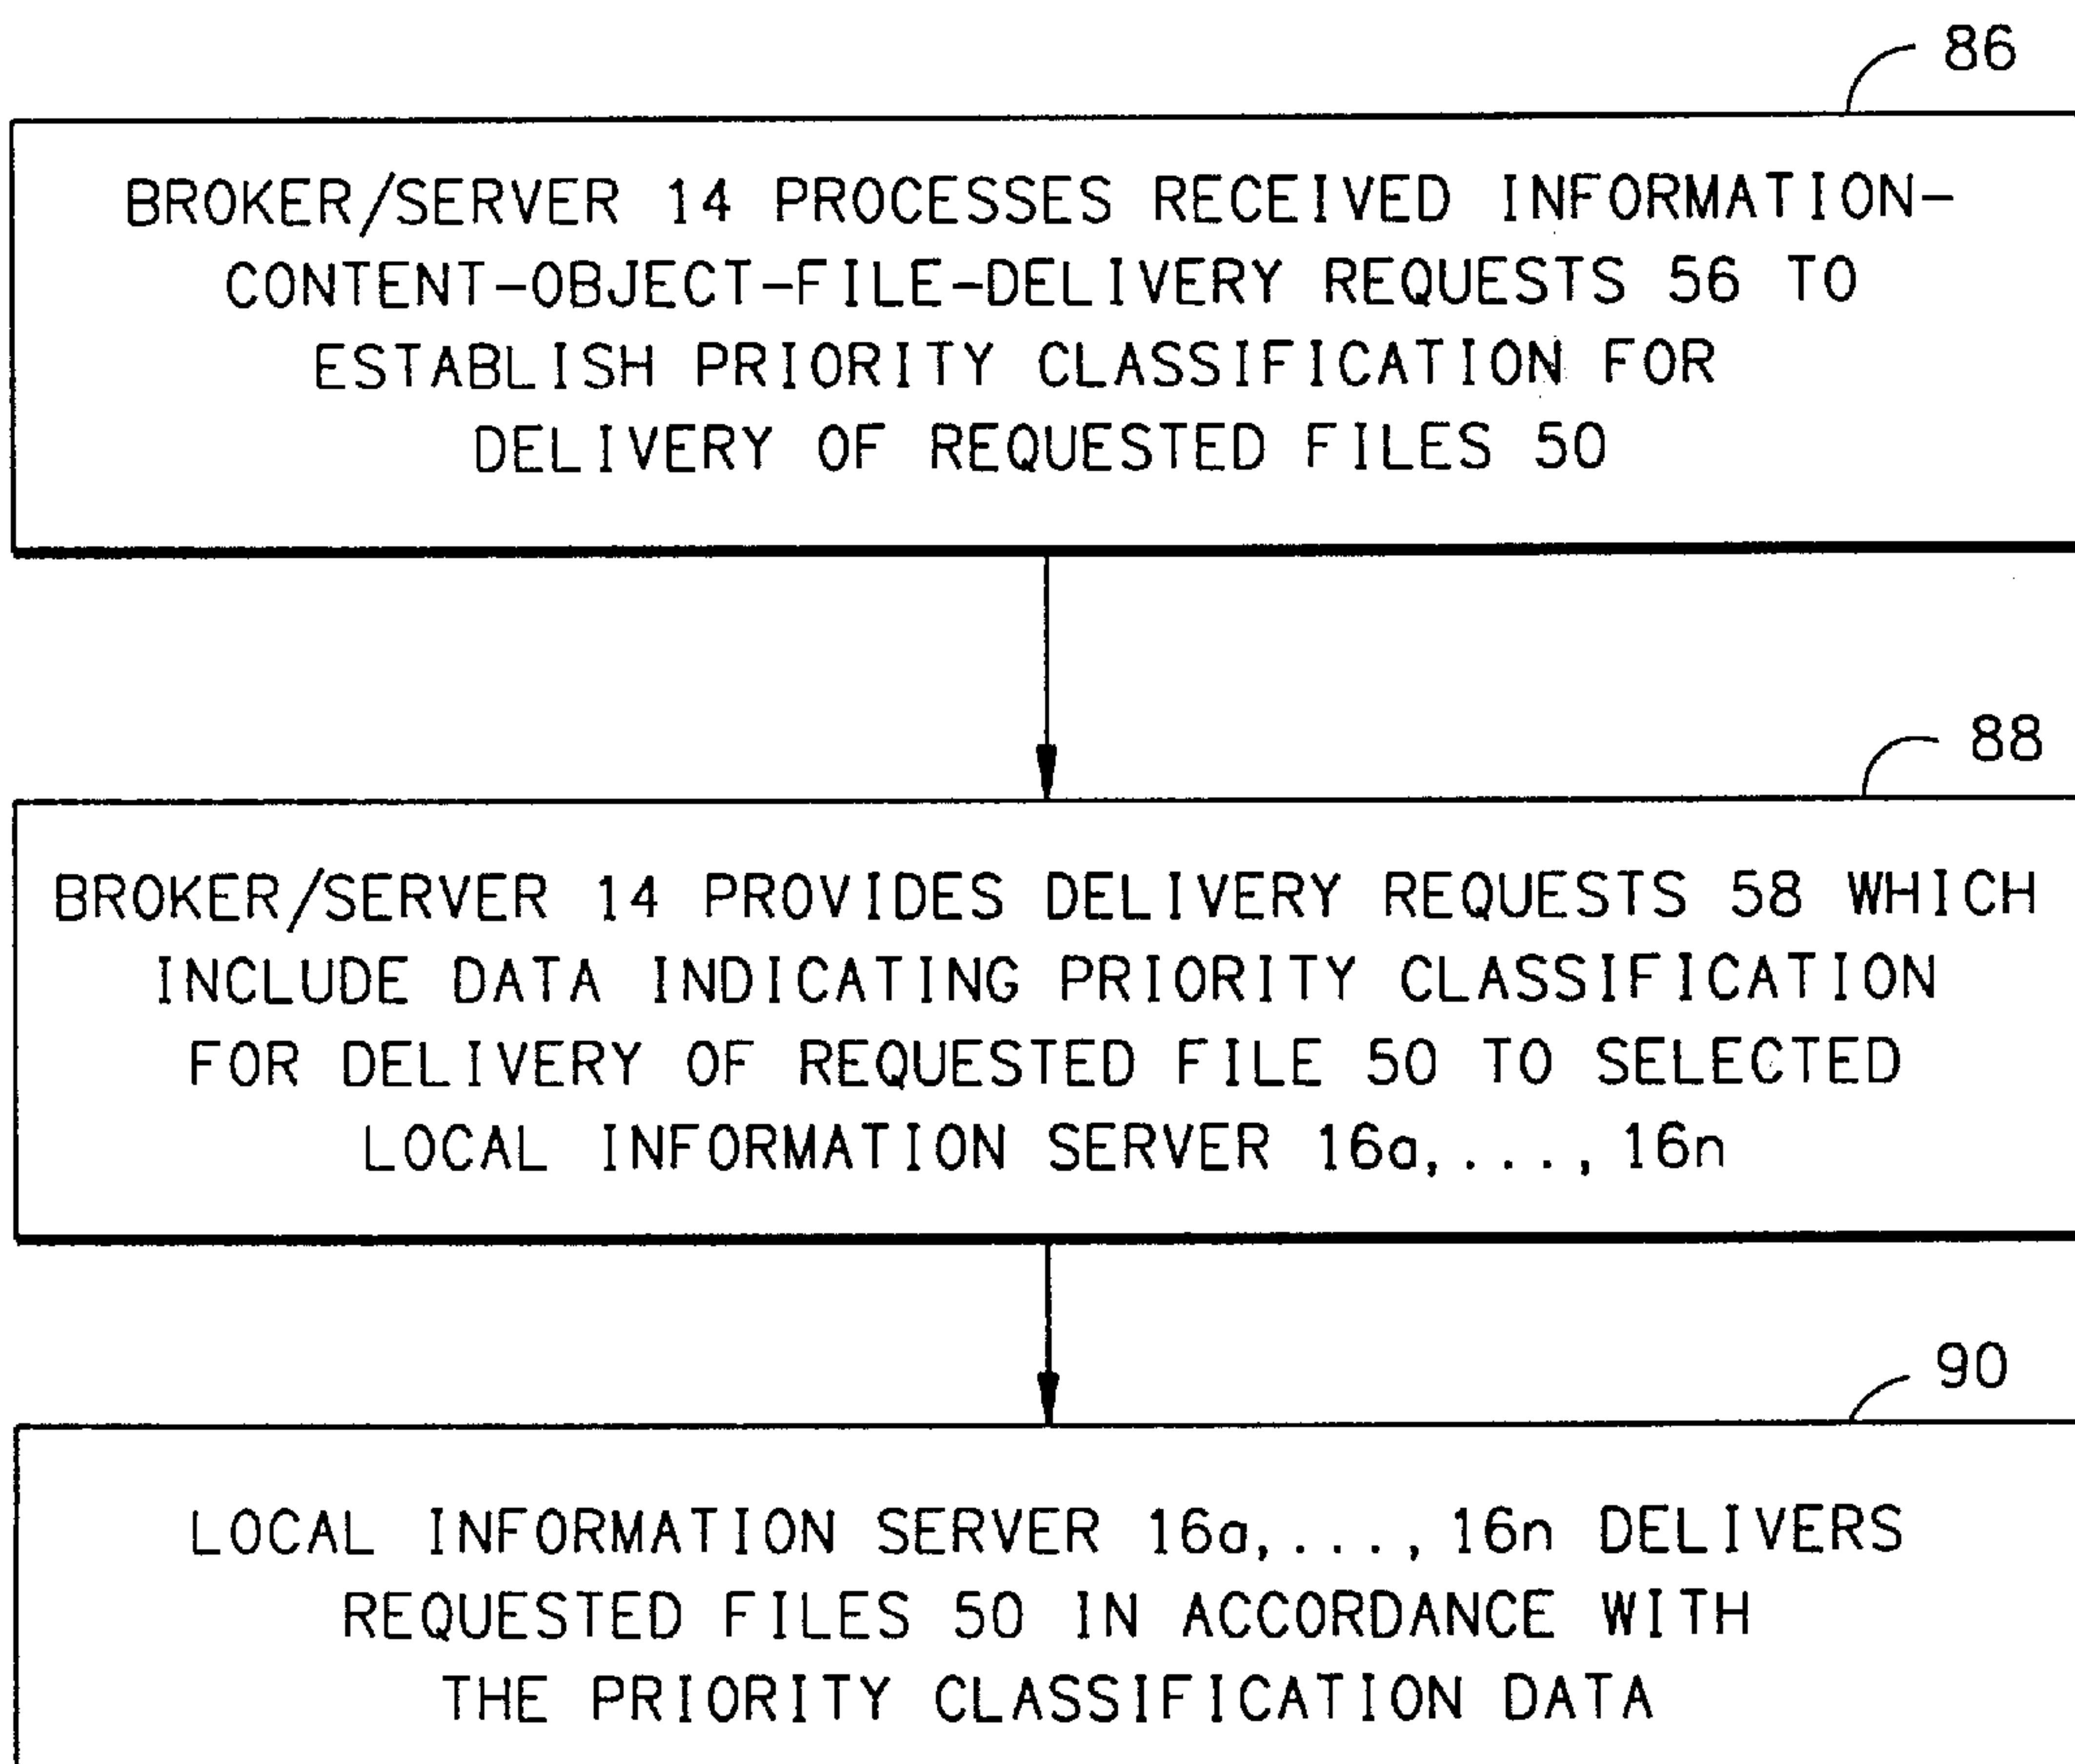 86
BROKER/SERVER 14 PROCESSES RECEIVED INFORMATION-
CONTENT-OBJECT-FILE-DELIVERY REQUESTS 56 TO
ESTABLISH PRIORITY CLASSIFICATION FOR
DELIVERY OF REQUESTED FILES 50
88
BROKER/SERVER 14 PROVIDES DELIVERY REQUESTS 58 WHICH
INCLUDE DATA INDICATING PRIORITY CLASSIFICATION
FOR DELIVERY OF REQUESTED FILE 50 TO SELECTED
LOCAL INFORMATION SERVER 16a,...,16n
90
LOCAL INFORMATION SERVER 16a,...,16n DELIVERS
REQUESTED FILES 50 IN ACCORDANCE WITH
THE PRIORITY CLASSIFICATION DATA